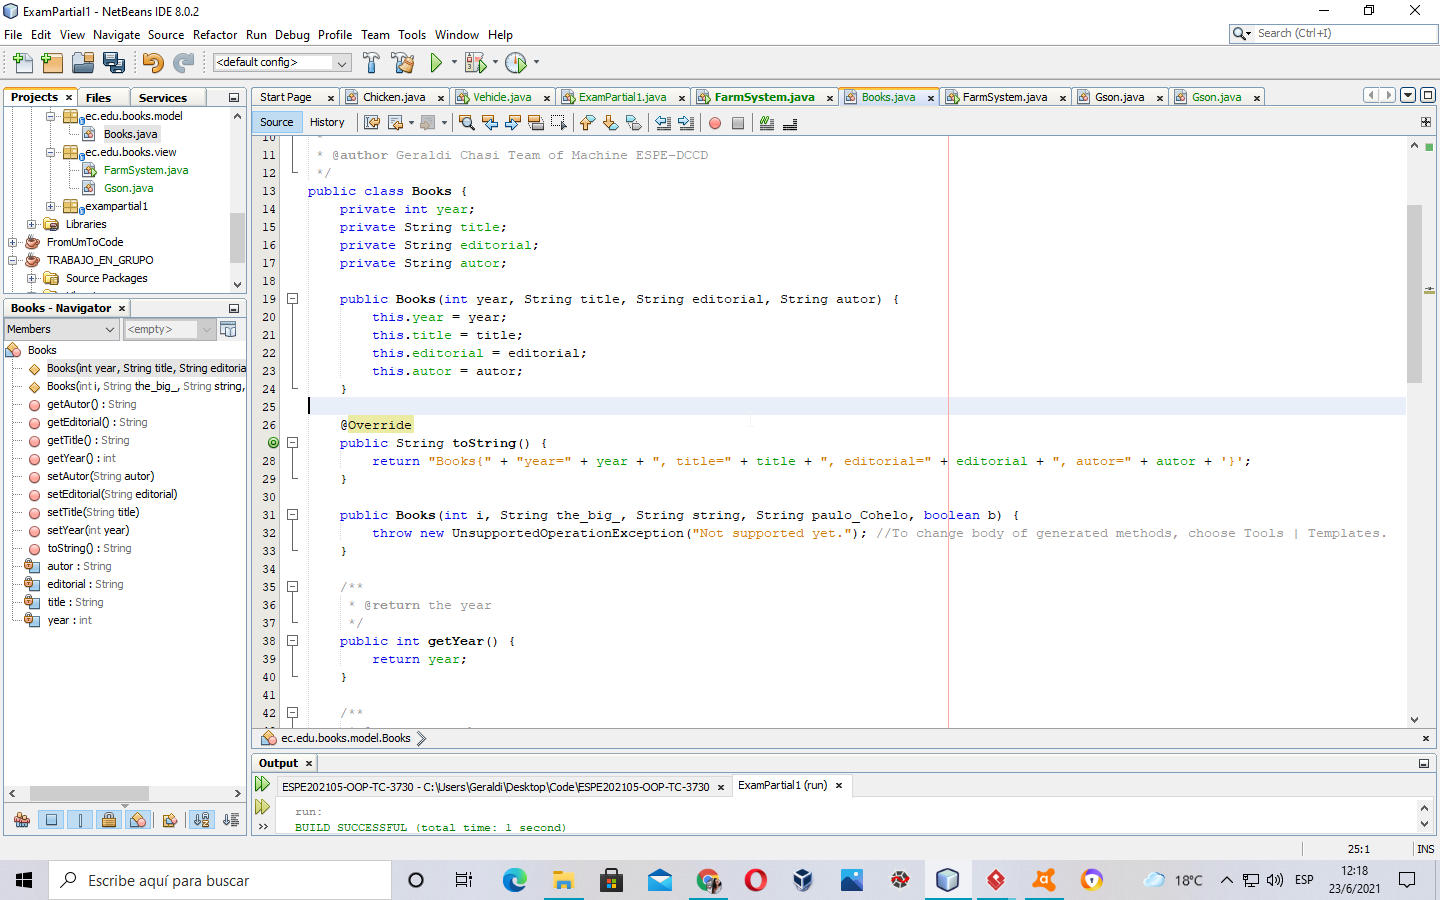 ExamPartial1 - NetBeans IDE 8.0.2
File Edit View Navigate Source Refactor Run Debug Profile Team Tools Window Help
Search (Ctrl+I)
<default config>
Projects Files Services
Start Page Chicken.java Vehicle.java ExamPartial1.java FarmSystem.java Books.java FarmSystem.java Gson.java Gson.java
Source History
ec.edu.books.model
Books.java
ec.edu.books.view
FarmSystem.java
Gson.java
exampartial1
Libraries
FromUmToCode
TRABAJO_EN_GRUPO
Source Packages
Books - Navigator
Members <empty>
Books
Books(int year, String title, String editoria
Books(int i, String the_big_, String string,
getAutor() : String
getEditorial() : String
getTitle() : String
getYear() : int
setAutor(String autor)
setEditorial(String editorial)
setTitle(String title)
setYear(int year)
toString() : String
autor : String
editorial : String
title : String
year : int
10 *
11 * @author Geraldi Chasi Team of Machine ESPE-DCCD
12 */
13 public class Books {
14 private int year;
15 private String title;
16 private String editorial;
17 private String autor;
18
19 public Books(int year, String title, String editorial, String autor) {
20 this.year = year;
21 this.title = title;
22 this.editorial = editorial;
23 this.autor = autor;
24 }
25
26 @Override
public String toString() {
28 return "Books{" + "year=" + year + ", title=" + title + ", editorial=" + editorial + ", autor=" + autor + '}';
29 }
30
31 public Books(int i, String the_big_, String string, String paulo_Cohelo, boolean b) {
32 throw new UnsupportedOperationException("Not supported yet."); //To change body of generated methods, choose Tools | Templates.
33 }
34
35 /**
36 * @return the year
37 */
38 public int getYear() {
39 return year;
40 }
41
42 /**
ec.edu.books.model.Books
Output
ESPE202105-OOP-TC-3730 - C:\Users\Geraldi\Desktop\Code\ESPE202105-OOP-TC-3730 ExamPartial1 (run)
run:
BUILD SUCCESSFUL (total time: 1 second)
25:1 INS
Escribe aquí para buscar
18°C ESP
12:18
23/6/2021